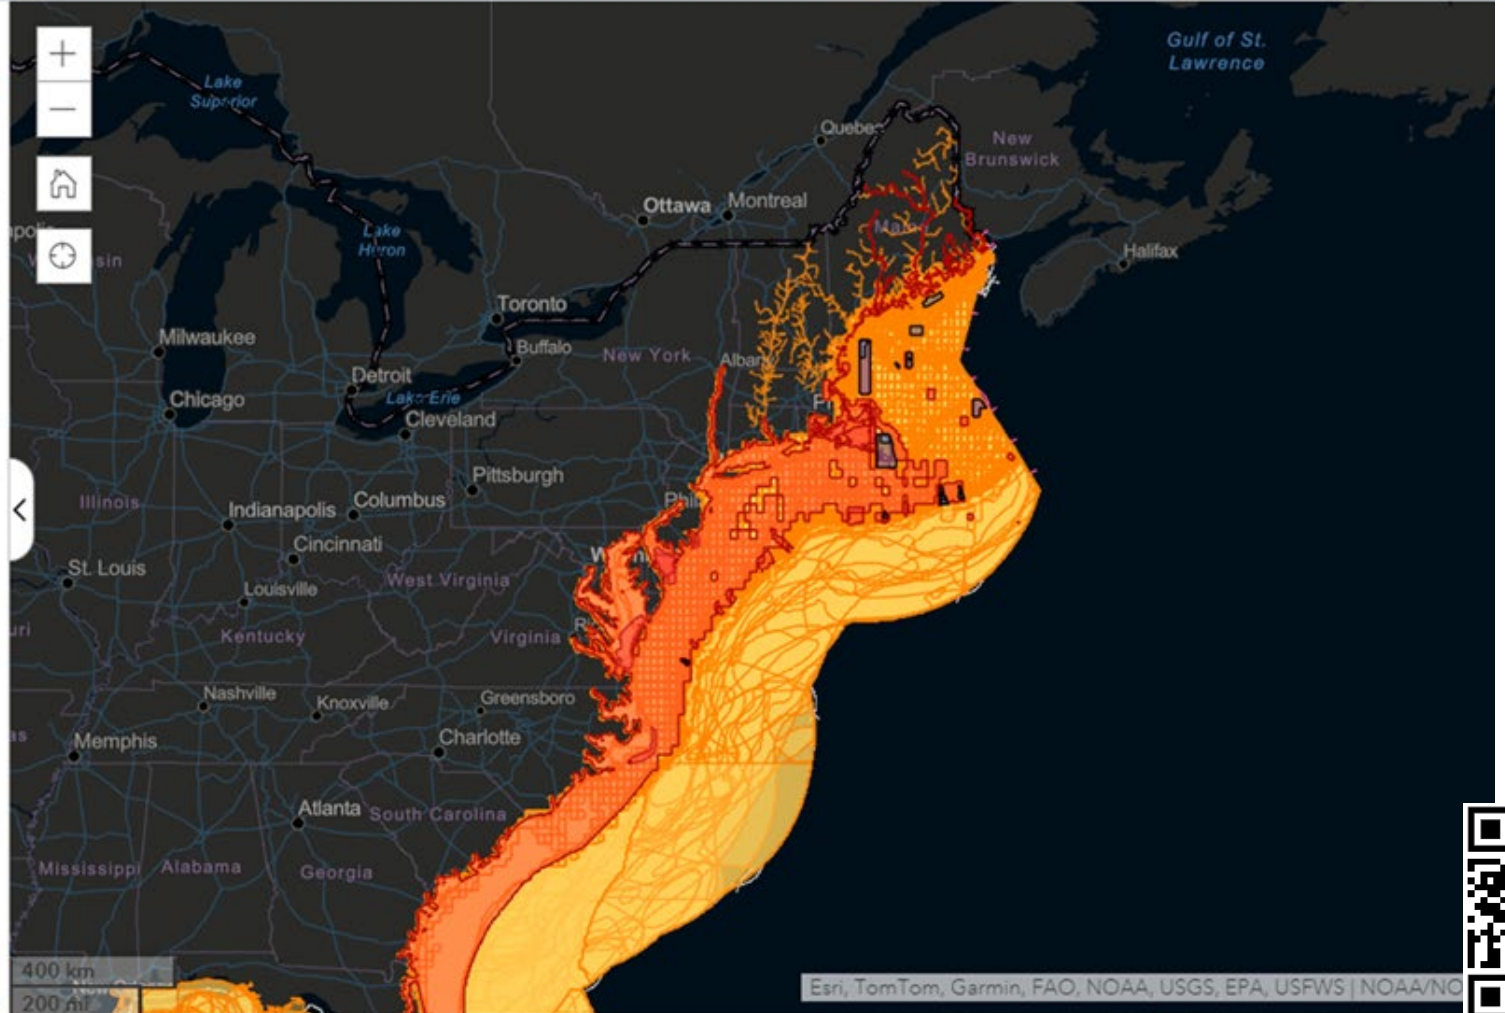 Gulf of St.
Lawrence
Lake
Superior
Quebec
New
Brunswick
Ottawa
Montreal
Lake
Huron
Halifax
Toronto
Milwaukee
Buffalo
New York
Detroit
Chicago
Lake Erie
Cleveland
Pittsburgh
Illinois
Columbus
Indianapolis
Cincinnati
St. Louis
West Virginia
Louisville
Kentucky
Virginia
Nashville
Knoxville
Greensboro
Memphis
Charlotte
Atlanta
South Carolina
Mississippi
Alabama
Georgia
400 km
200 mi
Esri, TomTom, Garmin, FAO, NOAA, USGS, EPA, USFWS | NOAA/NO